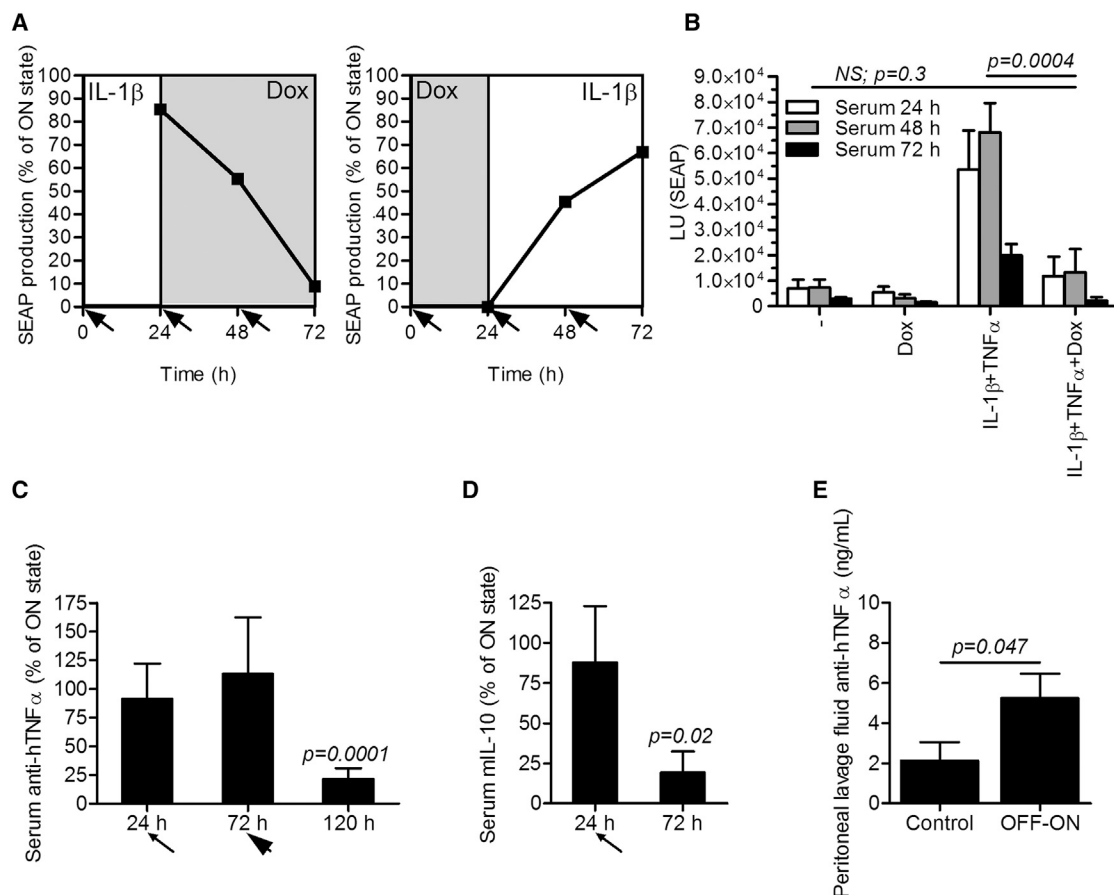 A
SEAP production (% of ON state)
100
90
80
70
60
50
40
30
20
10
0
IL-1β
Dox
0
24
48
72
Time (h)
SEAP production (% of ON state)
100
90
80
70
60
50
40
30
20
10
0
Dox
IL-1β
0
24
48
72
Time (h)
B
LU (SEAP)
9.0×10⁴
8.0×10⁴
7.0×10⁴
6.0×10⁴
5.0×10⁴
4.0×10⁴
3.0×10⁴
2.0×10⁴
1.0×10⁴
0
p=0.0004
NS; p=0.3
Serum 24 h
Serum 48 h
Serum 72 h
-
Dox
IL-1β+TNFα
IL-1β+TNFα+Dox
C
Serum anti-hTNFα (% of ON state)
175
150
125
100
75
50
25
0
p=0.0001
24 h
72 h
120 h
D
Serum mIL-10 (% of ON state)
125
100
75
50
25
0
p=0.02
24 h
72 h
E
Peritoneal lavage fluid anti-hTNF α (ng/mL)
10
8
6
4
2
0
p=0.047
Control
OFF-ON